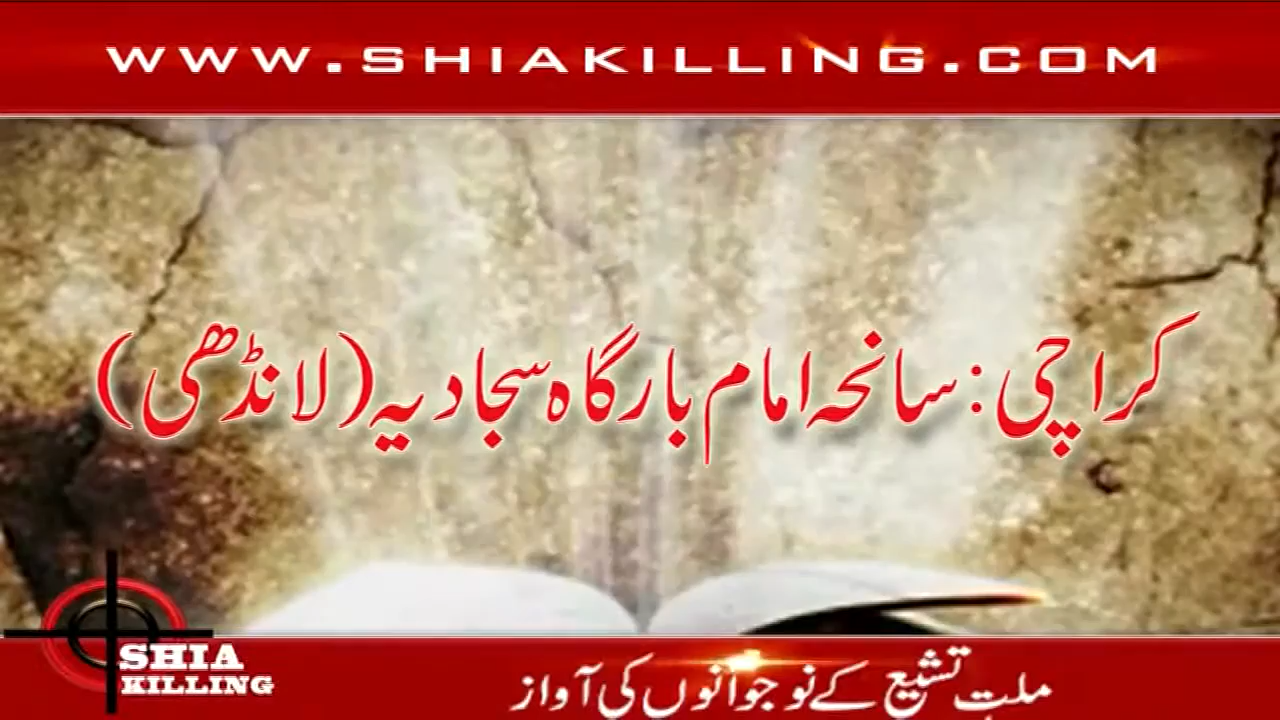 WWW.SHIAKILLING.COM
کراچی: سانحہ امام بارگاہ سجادیہ (لانڈھی)
SHIA
KILLING
ملت تشیع کے نوجوانوں کی آواز